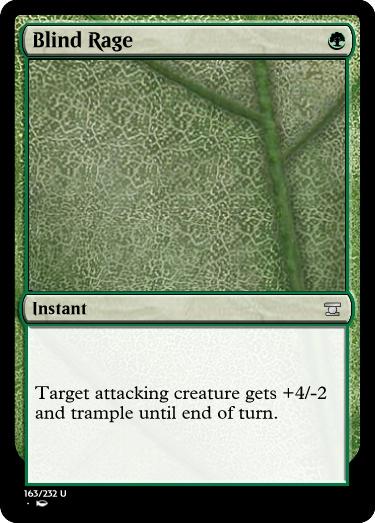 Blind Rage
Instant
Target attacking creature gets +4/-2
and trample until end of turn.
163/232 U